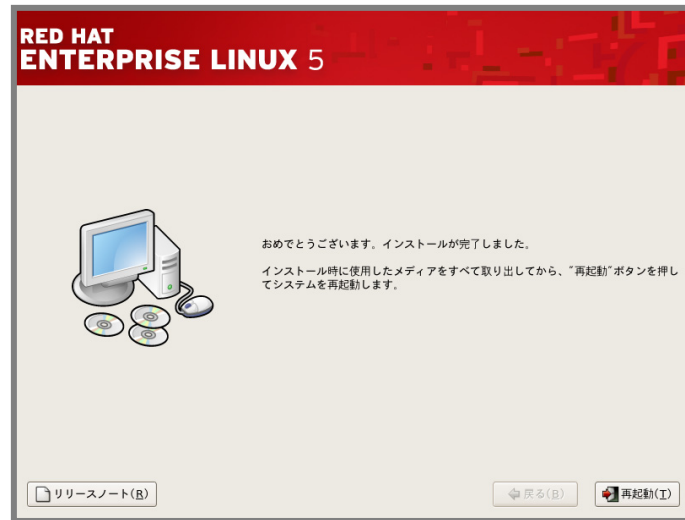 RED HAT
ENTERPRISE LINUX 5
おめでとうございます。インストールが完了しました。
インストール時に使用したメディアをすべて取り出してから、"再起動"ボタンを押し
てシステムを再起動します。
リリースノート(R)
戻る(B)
再起動(T)